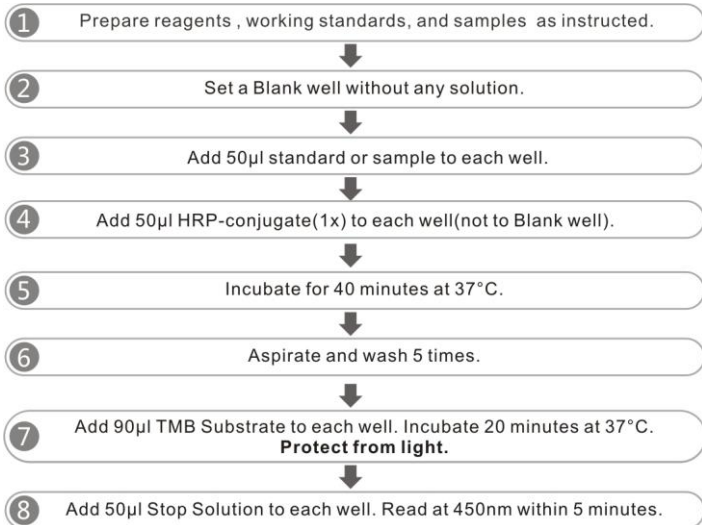 1 Prepare reagents , working standards, and samples as instructed.
2 Set a Blank well without any solution.
3 Add 50µl standard or sample to each well.
4 Add 50µl HRP-conjugate(1x) to each well(not to Blank well).
5 Incubate for 40 minutes at 37°C.
6 Aspirate and wash 5 times.
7 Add 90µl TMB Substrate to each well. Incubate 20 minutes at 37°C.
Protect from light.
8 Add 50µl Stop Solution to each well. Read at 450nm within 5 minutes.